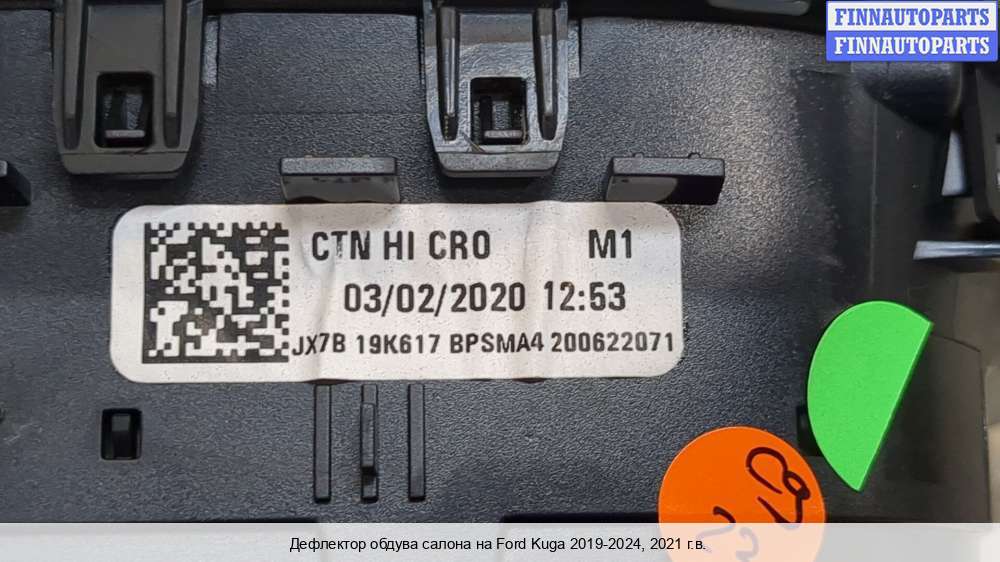 FINNAUTOPARTS
FINNAUTOPARTS
CTN HI CRO M1
03/02/2020 12:53
JX7B 19K617 BPSMA4 200622071
Дефлектор обдува салона на Ford Kuga 2019-2024, 2021 г.в.